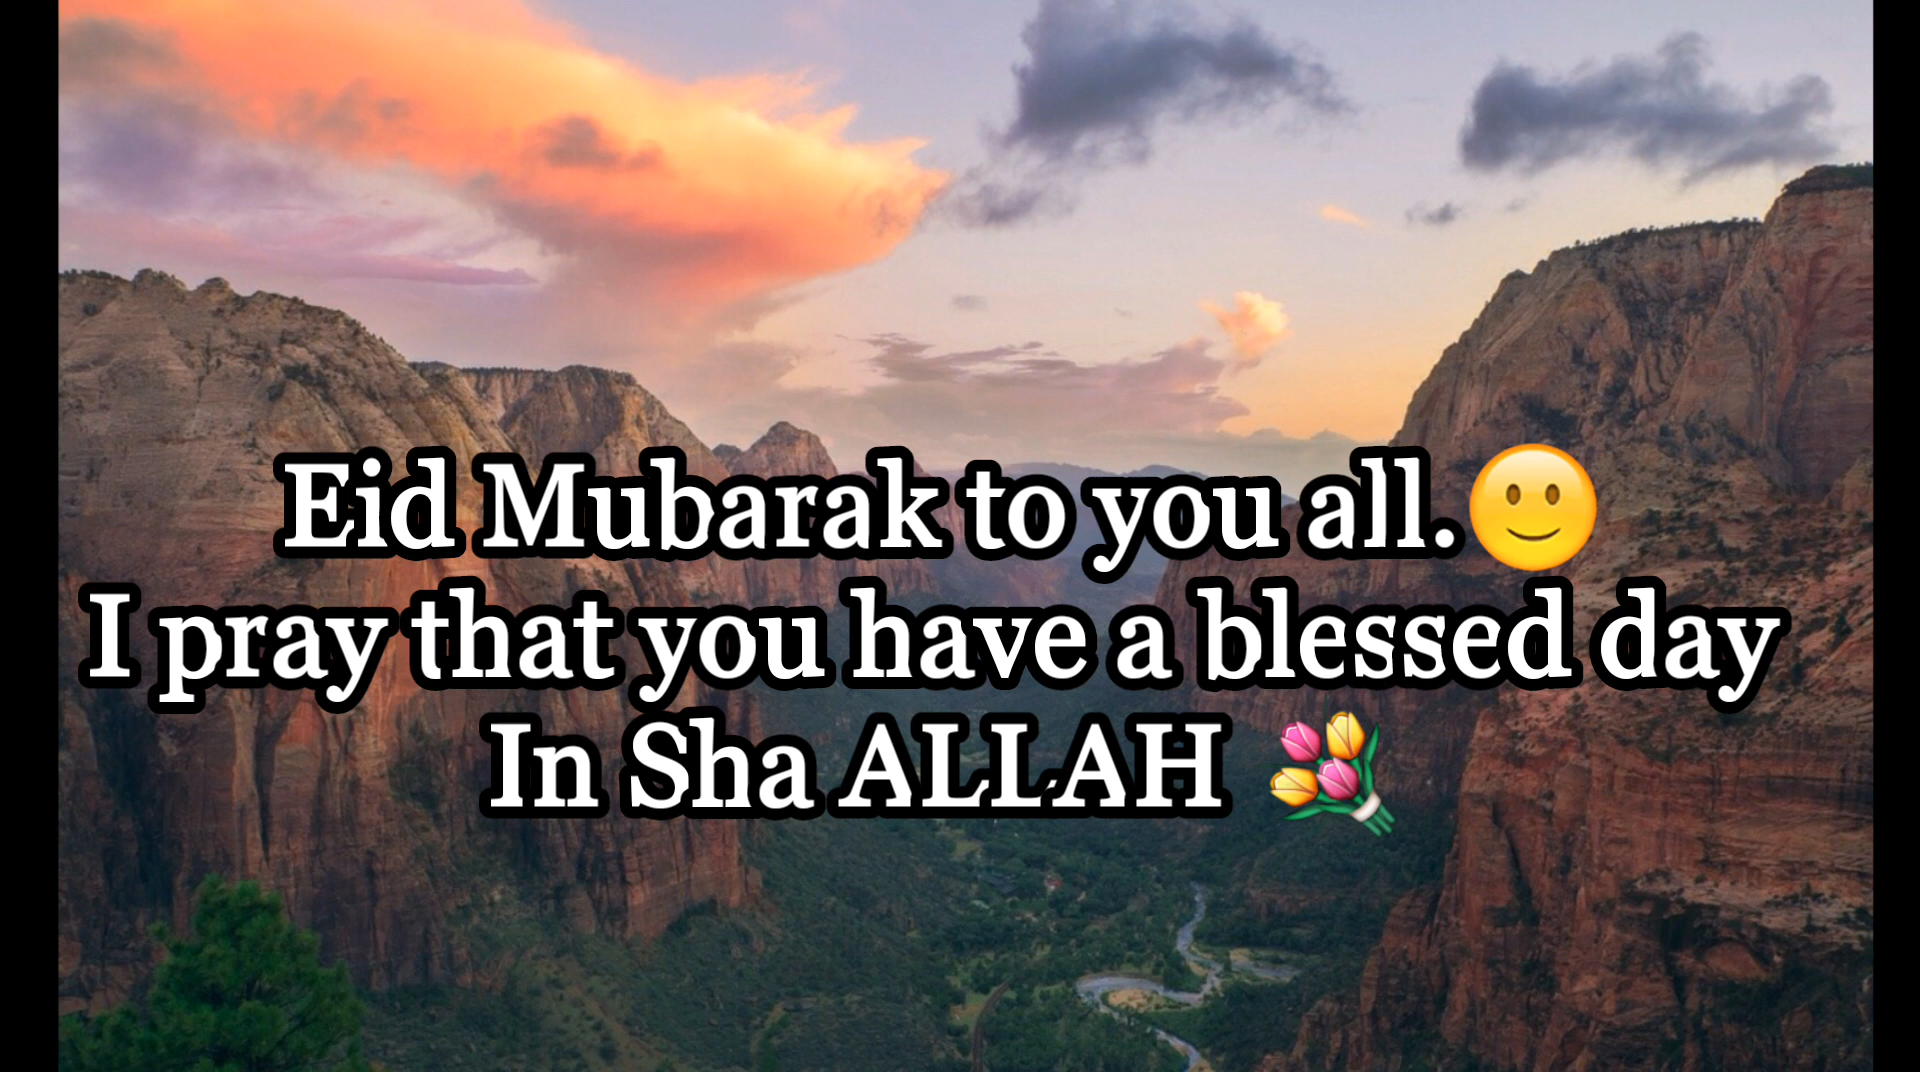 Eid Mubarak to you all.🙂
I pray that you have a blessed day
In Sha ALLAH 💐